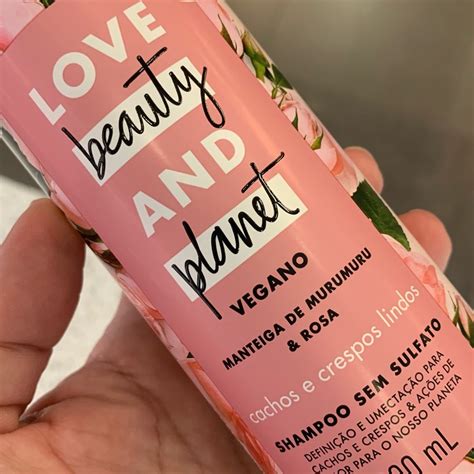 LOVE
beauty
AND
planet
VEGANO
MANTEIGA DE MURUMURU
& ROSA
cachos e crespos lindos
SHAMPOO SEM SULFATO
DEFINIÇÃO E UMECTAÇÃO PARA
CACHOS E CRESPOS & AÇÕES DE
PARA O NOSSO PLANETA
mL